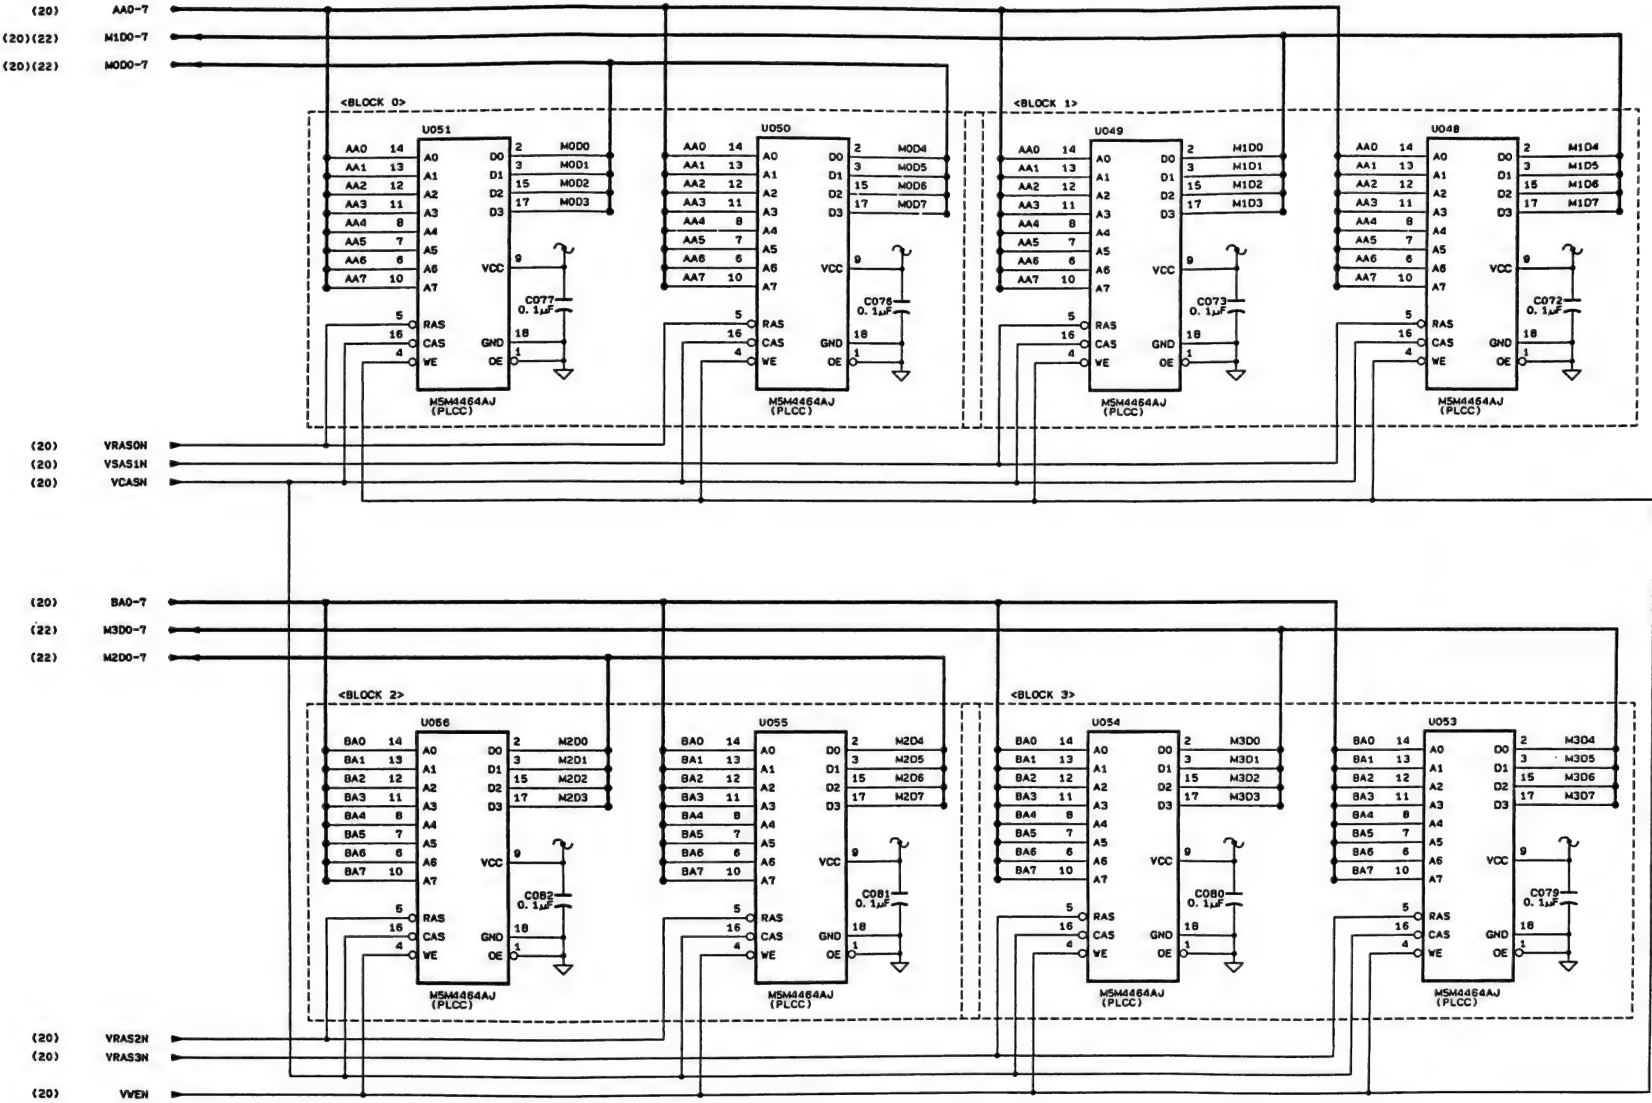 (20) AA0-7
(20)(22) M1D0-7
(20)(22) M0D0-7
<BLOCK 0>
U051
AA0 14 A0 D0 2 M0D0
AA1 13 A1 D1 3 M0D1
AA2 12 A2 D2 15 M0D2
AA3 11 A3 D3 17 M0D3
AA4 8 A4
AA5 7 A5
AA6 6 A6 VCC 9
AA7 10 A7
C077
0.1µF
5 RAS
16 CAS GND 18
4 WE OE 1
M5M4464AJ
(PLCC)
U050
AA0 14 A0 D0 2 M0D4
AA1 13 A1 D1 3 M0D5
AA2 12 A2 D2 15 M0D6
AA3 11 A3 D3 17 M0D7
AA4 8 A4
AA5 7 A5
AA6 6 A6 VCC 9
AA7 10 A7
C076
0.1µF
5 RAS
16 CAS GND 18
4 WE OE 1
M5M4464AJ
(PLCC)
<BLOCK 1>
U049
AA0 14 A0 D0 2 M1D0
AA1 13 A1 D1 3 M1D1
AA2 12 A2 D2 15 M1D2
AA3 11 A3 D3 17 M1D3
AA4 8 A4
AA5 7 A5
AA6 6 A6 VCC 9
AA7 10 A7
C073
0.1µF
5 RAS
16 CAS GND 18
4 WE OE 1
M5M4464AJ
(PLCC)
U048
AA0 14 A0 D0 2 M1D4
AA1 13 A1 D1 3 M1D5
AA2 12 A2 D2 15 M1D6
AA3 11 A3 D3 17 M1D7
AA4 8 A4
AA5 7 A5
AA6 6 A6 VCC 9
AA7 10 A7
C072
0.1µF
5 RAS
16 CAS GND 18
4 WE OE 1
M5M4464AJ
(PLCC)
(20) VRAS0N
(20) VSAS1N
(20) VCASN
(20) BA0-7
(22) M3D0-7
(22) M2D0-7
<BLOCK 2>
U056
BA0 14 A0 D0 2 M2D0
BA1 13 A1 D1 3 M2D1
BA2 12 A2 D2 15 M2D2
BA3 11 A3 D3 17 M2D3
BA4 8 A4
BA5 7 A5
BA6 6 A6 VCC 9
BA7 10 A7
C082
0.1µF
5 RAS
16 CAS GND 18
4 WE OE 1
M5M4464AJ
(PLCC)
U055
BA0 14 A0 D0 2 M2D4
BA1 13 A1 D1 3 M2D5
BA2 12 A2 D2 15 M2D6
BA3 11 A3 D3 17 M2D7
BA4 8 A4
BA5 7 A5
BA6 6 A6 VCC 9
BA7 10 A7
C081
0.1µF
5 RAS
16 CAS GND 18
4 WE OE 1
M5M4464AJ
(PLCC)
<BLOCK 3>
U054
BA0 14 A0 D0 2 M3D0
BA1 13 A1 D1 3 M3D1
BA2 12 A2 D2 15 M3D2
BA3 11 A3 D3 17 M3D3
BA4 8 A4
BA5 7 A5
BA6 6 A6 VCC 9
BA7 10 A7
C080
0.1µF
5 RAS
16 CAS GND 18
4 WE OE 1
M5M4464AJ
(PLCC)
U053
BA0 14 A0 D0 2 M3D4
BA1 13 A1 D1 3 M3D5
BA2 12 A2 D2 15 M3D6
BA3 11 A3 D3 17 M3D7
BA4 8 A4
BA5 7 A5
BA6 6 A6 VCC 9
BA7 10 A7
C079
0.1µF
5 RAS
16 CAS GND 18
4 WE OE 1
M5M4464AJ
(PLCC)
(20) VRAS2N
(20) VRAS3N
(20) VWEN